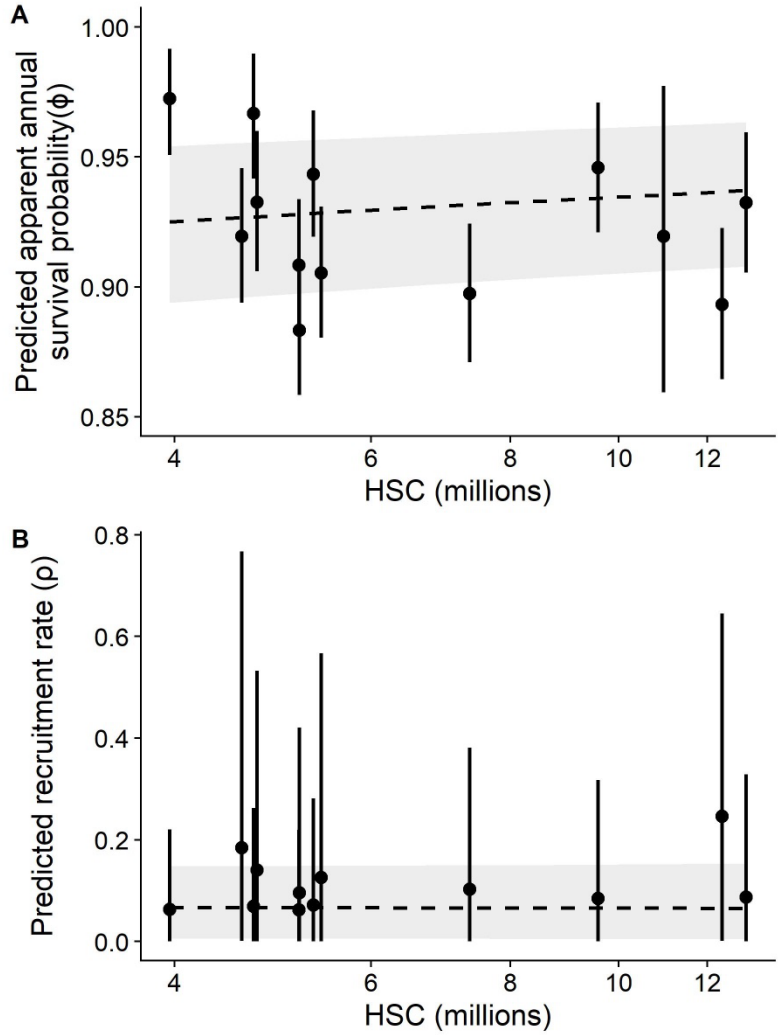 A
Predicted apparent annual
survival probability(ϕ)
1.00
0.95
0.90
0.85
4 6 8 10 12
HSC (millions)
B
Predicted recruitment rate (ρ)
0.8
0.6
0.4
0.2
0.0
4 6 8 10 12
HSC (millions)